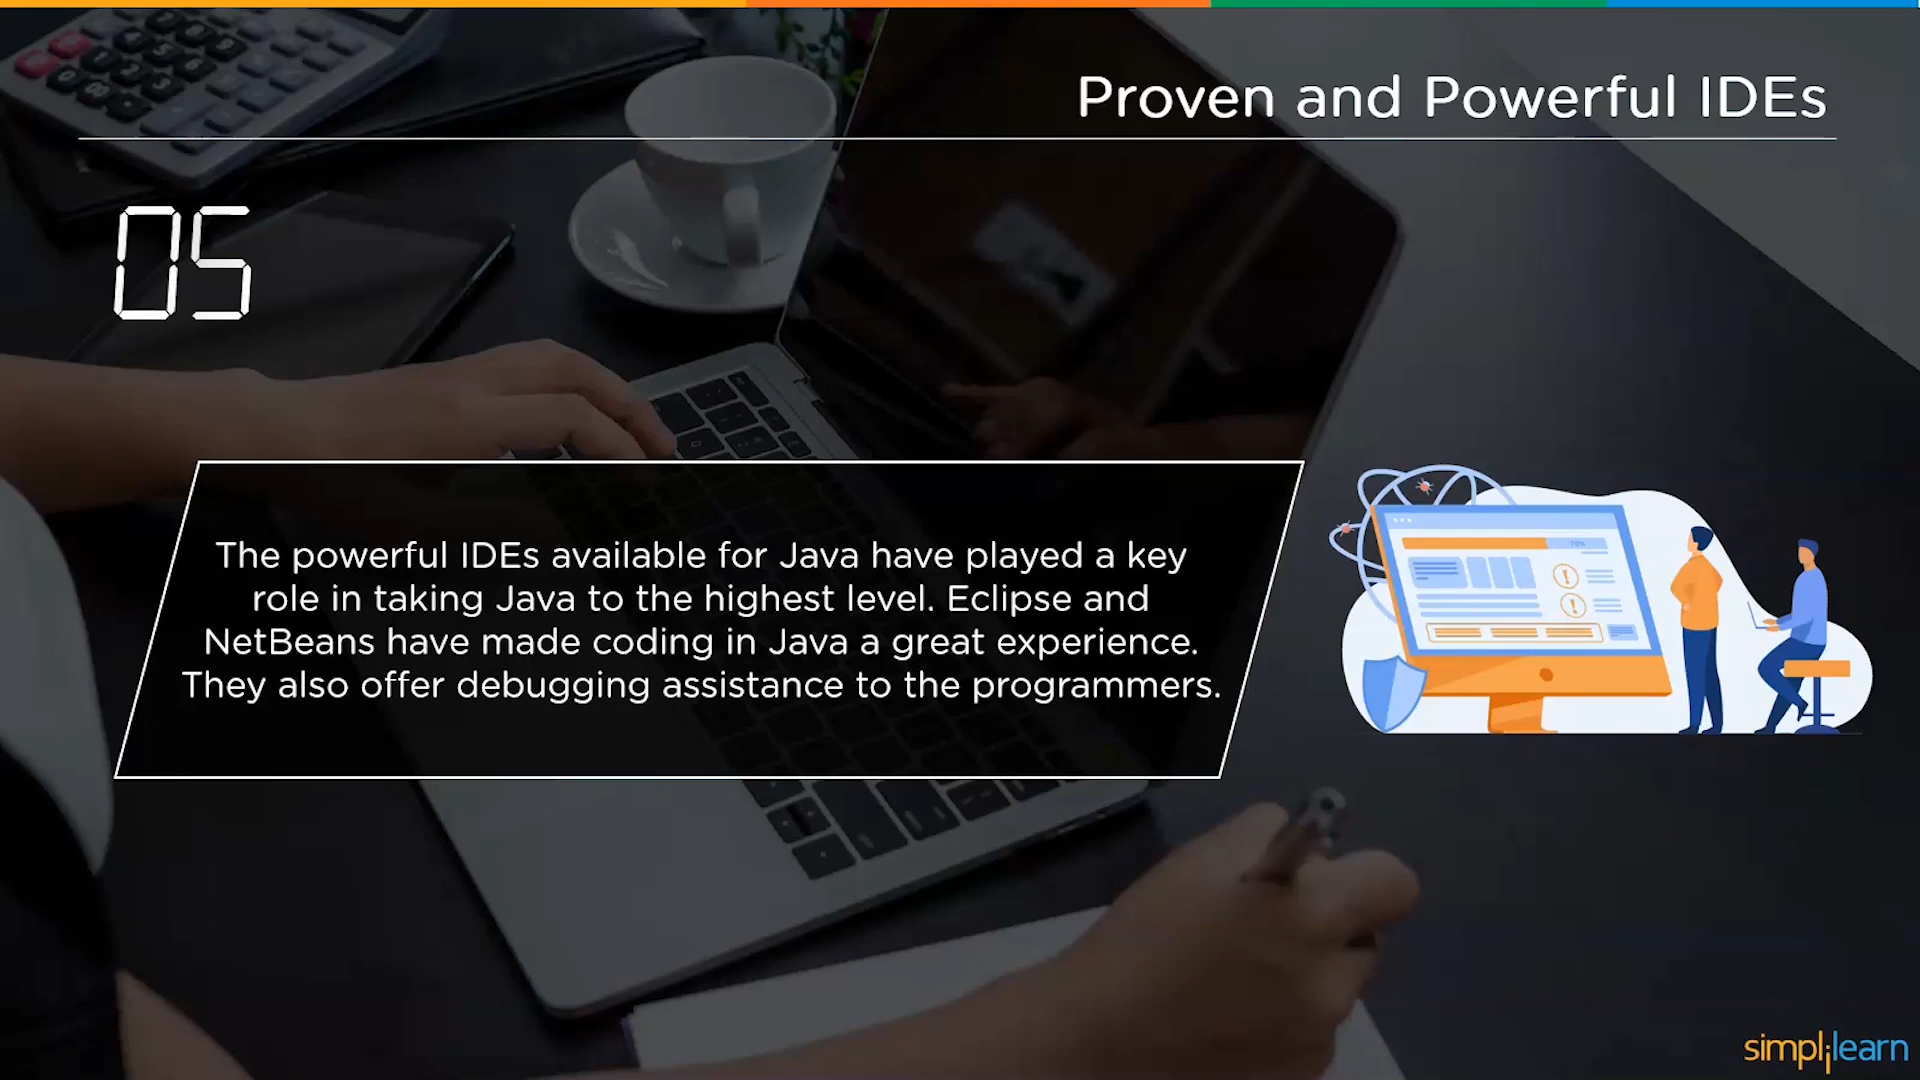 Proven and Powerful IDEs
05
The powerful IDEs available for Java have played a key
role in taking Java to the highest level. Eclipse and
NetBeans have made coding in Java a great experience.
They also offer debugging assistance to the programmers.
simplilearn